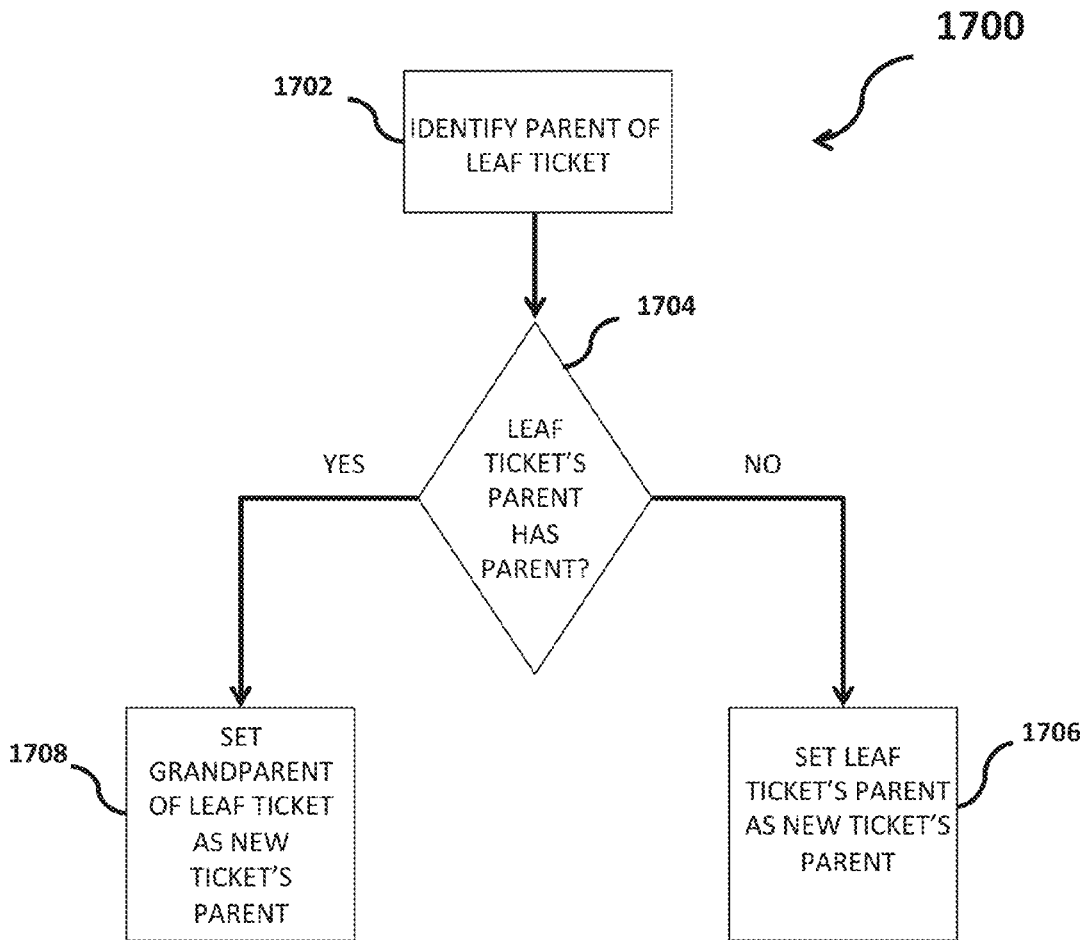 1700
1702
IDENTIFY PARENT OF
LEAF TICKET
1704
LEAF
TICKET'S
PARENT
HAS
PARENT?
YES
NO
1708
SET
GRANDPARENT
OF LEAF TICKET
AS NEW
TICKET'S
PARENT
1706
SET LEAF
TICKET'S PARENT
AS NEW TICKET'S
PARENT